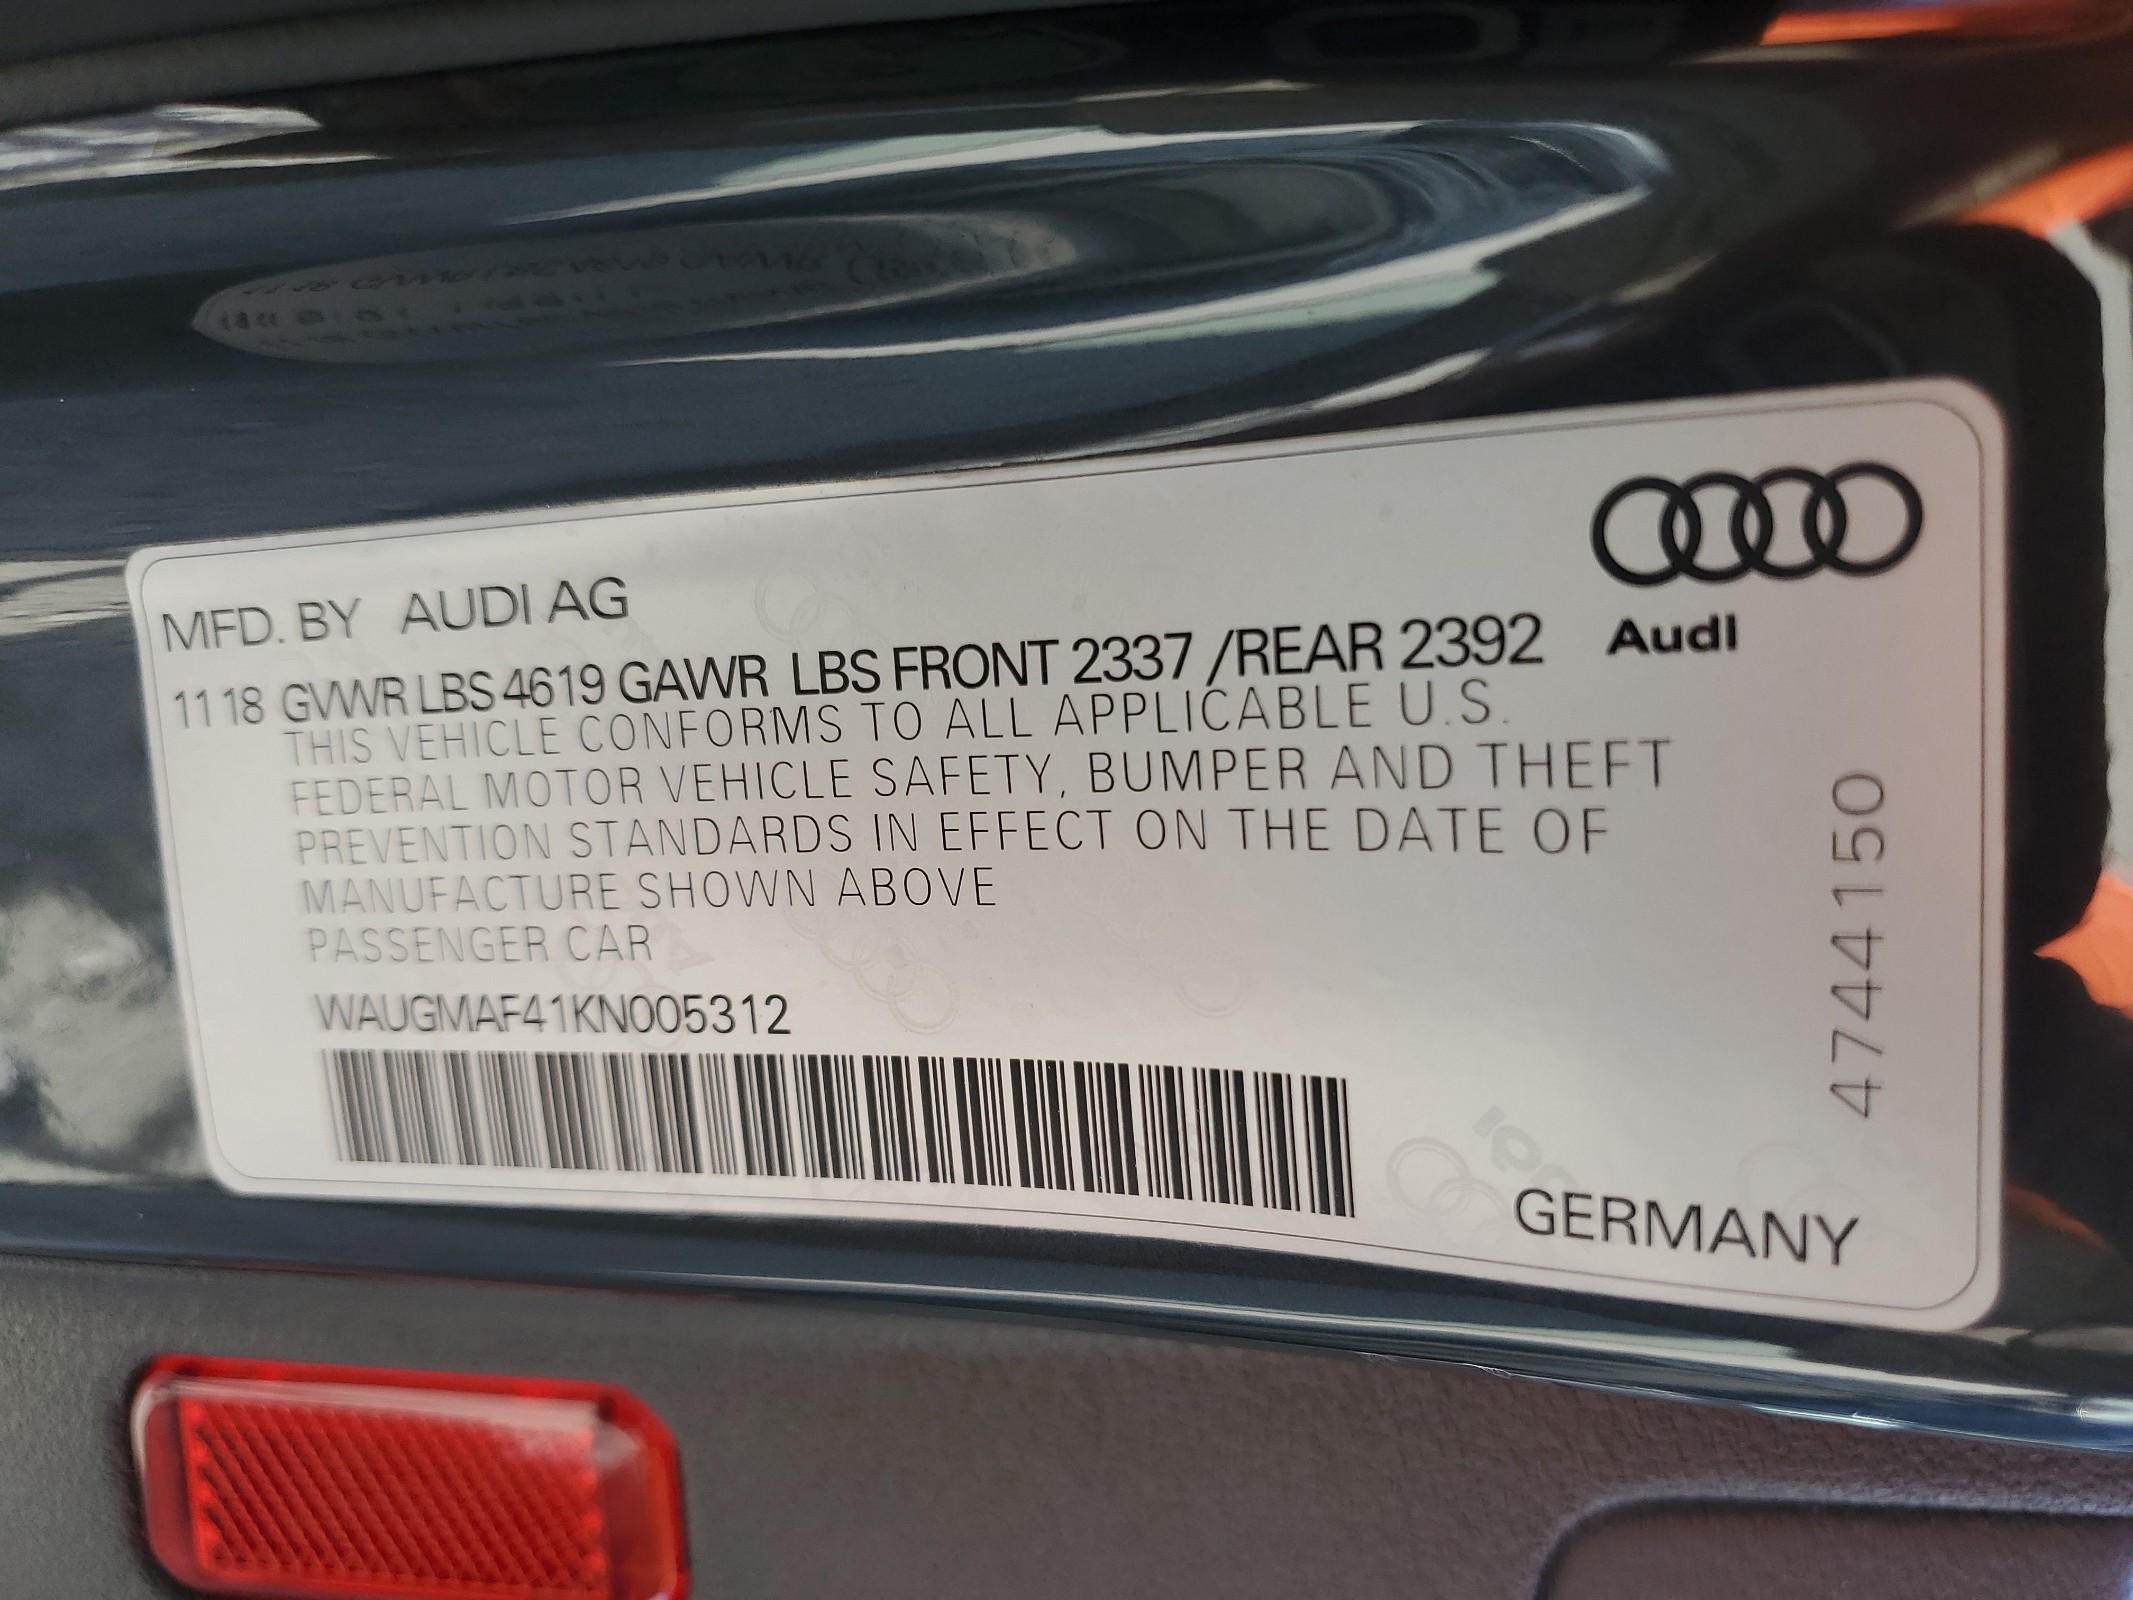 MFD. BY AUDI AG
1118 GVWR LBS 4619 GAWR LBS FRONT 2337 /REAR 2392
THIS VEHICLE CONFORMS TO ALL APPLICABLE U.S.
FEDERAL MOTOR VEHICLE SAFETY, BUMPER AND THEFT
PREVENTION STANDARDS IN EFFECT ON THE DATE OF
MANUFACTURE SHOWN ABOVE
PASSENGER CAR
WAUGMAF41KN005312
Audi
4744150
GERMANY